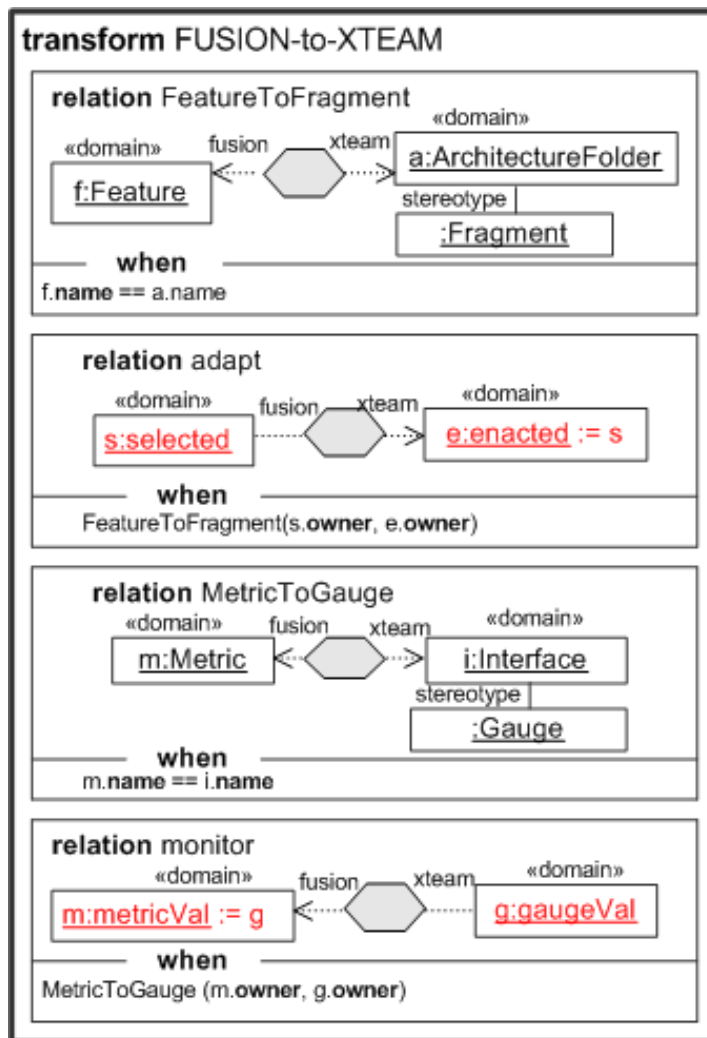 transform FUSION-to-XTEAM
relation FeatureToFragment
«domain»
«domain» fusion xteam
a:ArchitectureFolder
f:Feature
stereotype
:Fragment
when
f.name == a.name
relation adapt
«domain» fusion xteam «domain»
s:selected e:enacted := s
when
FeatureToFragment(s.owner, e.owner)
relation MetricToGauge
«domain» fusion xteam «domain»
m:Metric i:Interface
stereotype
:Gauge
when
m.name == i.name
relation monitor
«domain» fusion xteam «domain»
m:metricVal := g g:gaugeVal
when
MetricToGauge (m.owner, g.owner)